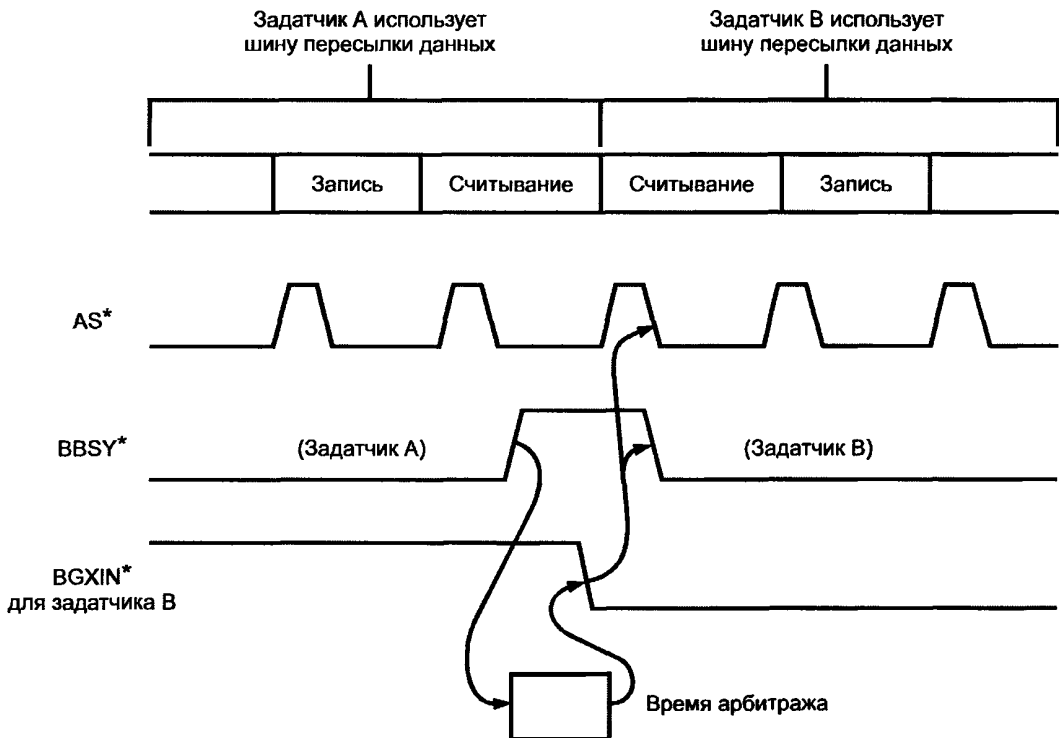 Задатчик А использует
шину пересылки данных
Задатчик В использует
шину пересылки данных
Запись
Считывание
Считывание
Запись
AS*
BBSY*
(Задатчик А)
(Задатчик В)
BGXIN*
для задатчика В
Время арбитража